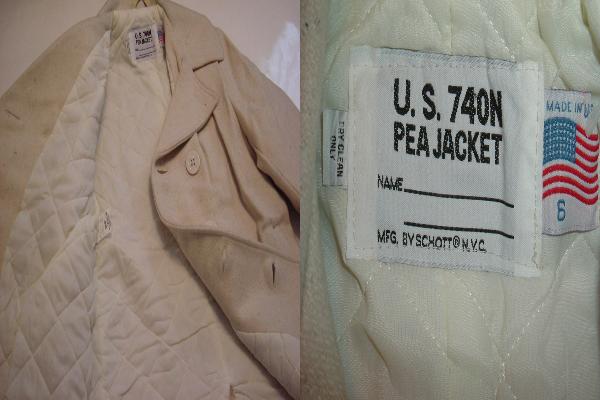 U.S. 740N
PEA JACKET
NAME
MFG. BY SCHOTT® N.Y.C.
DRY CLEAN
ONLY
MADE IN U
6